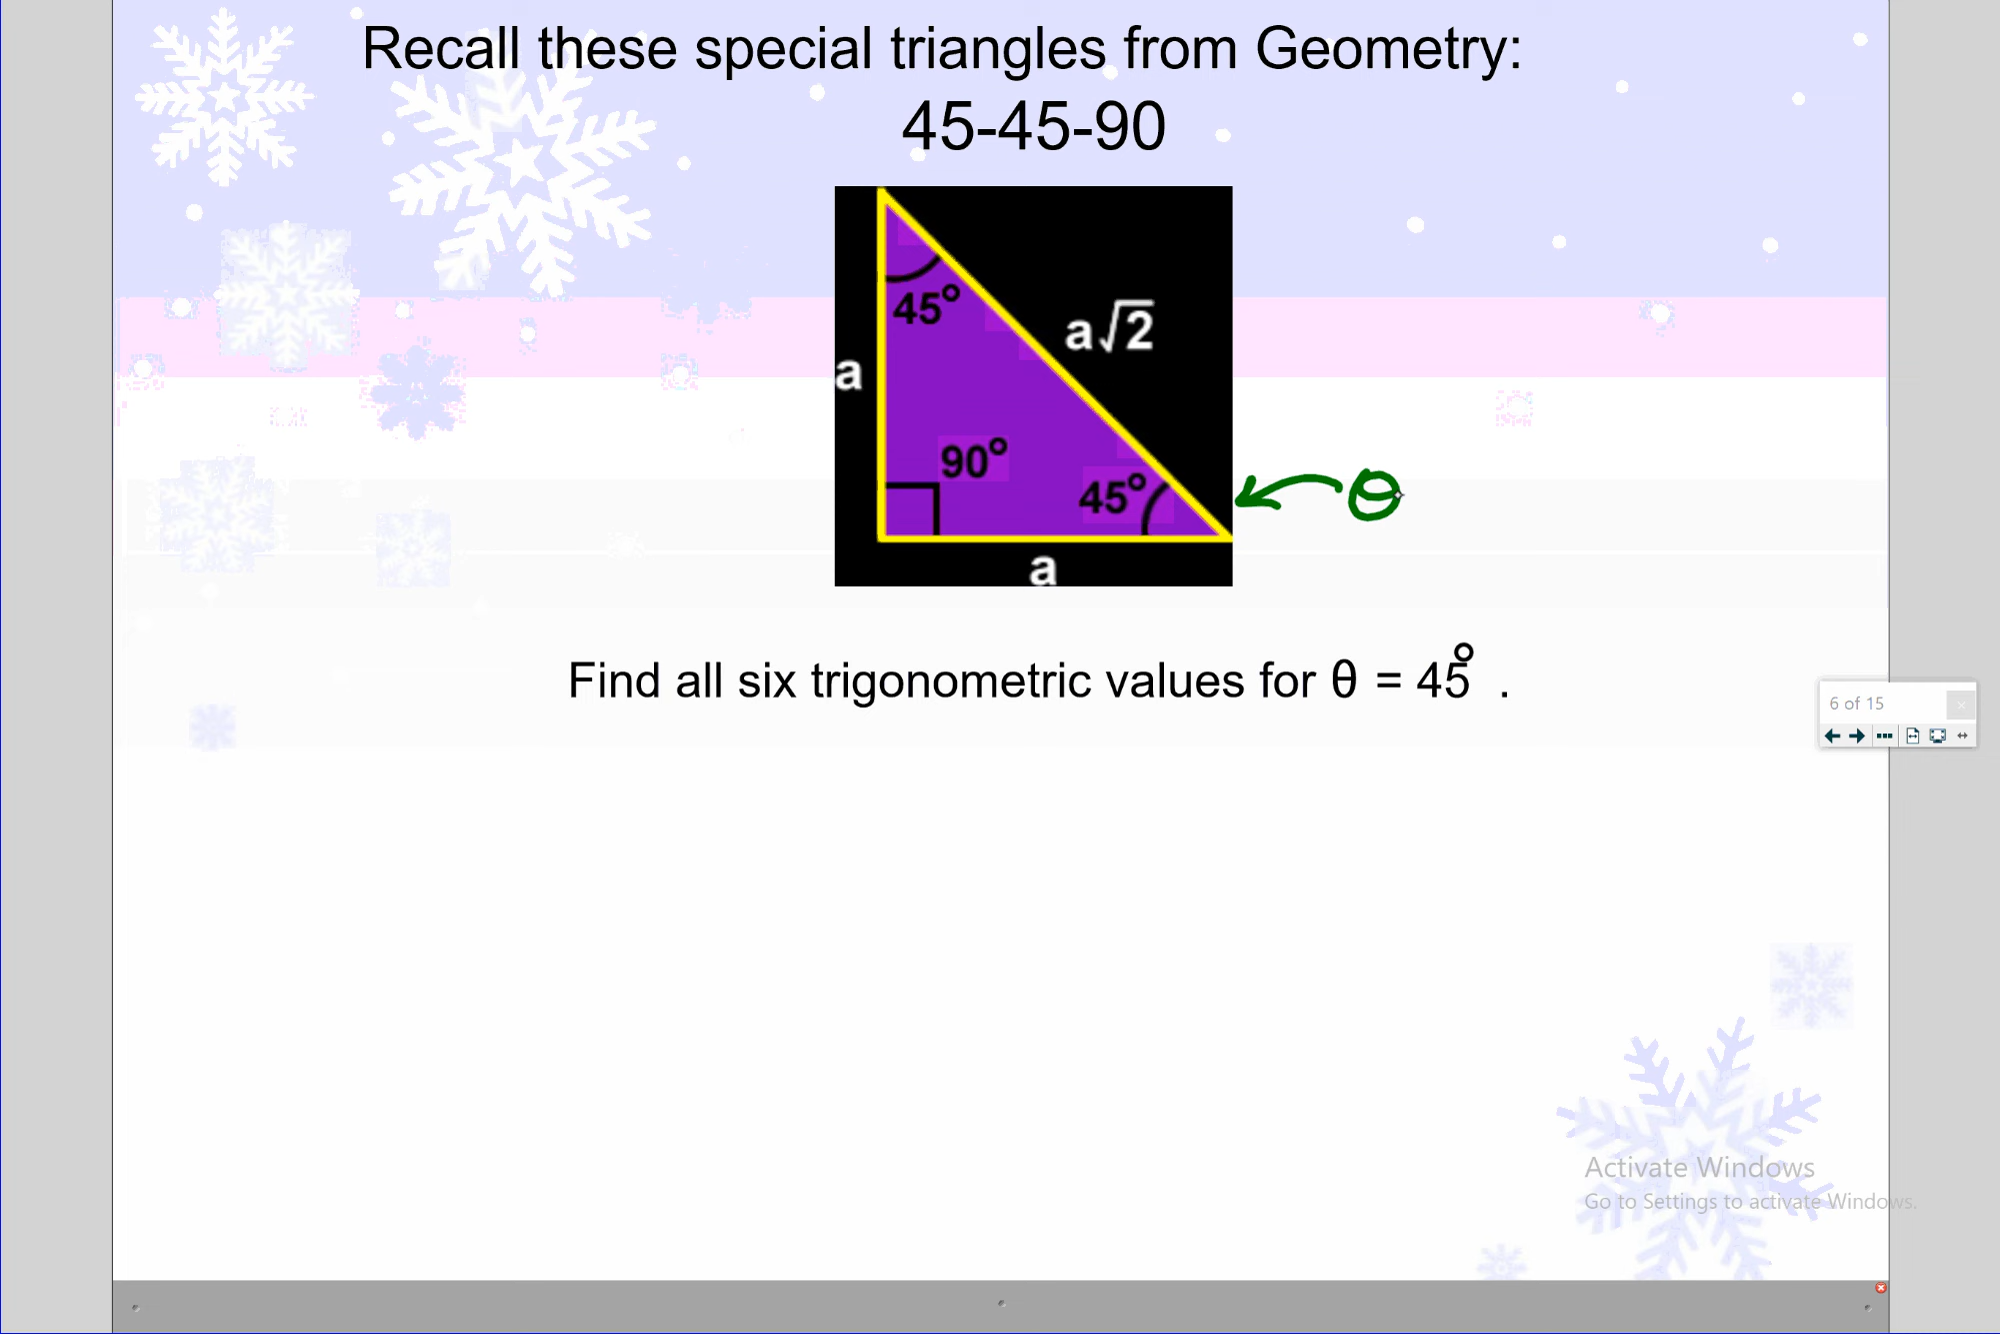 Recall these special triangles from Geometry:
45-45-90
45°
a√2
a
90°
45°
θ
a
Find all six trigonometric values for θ = 45° .
6 of 15
Activate Windows
Go to Settings to activate Windows.